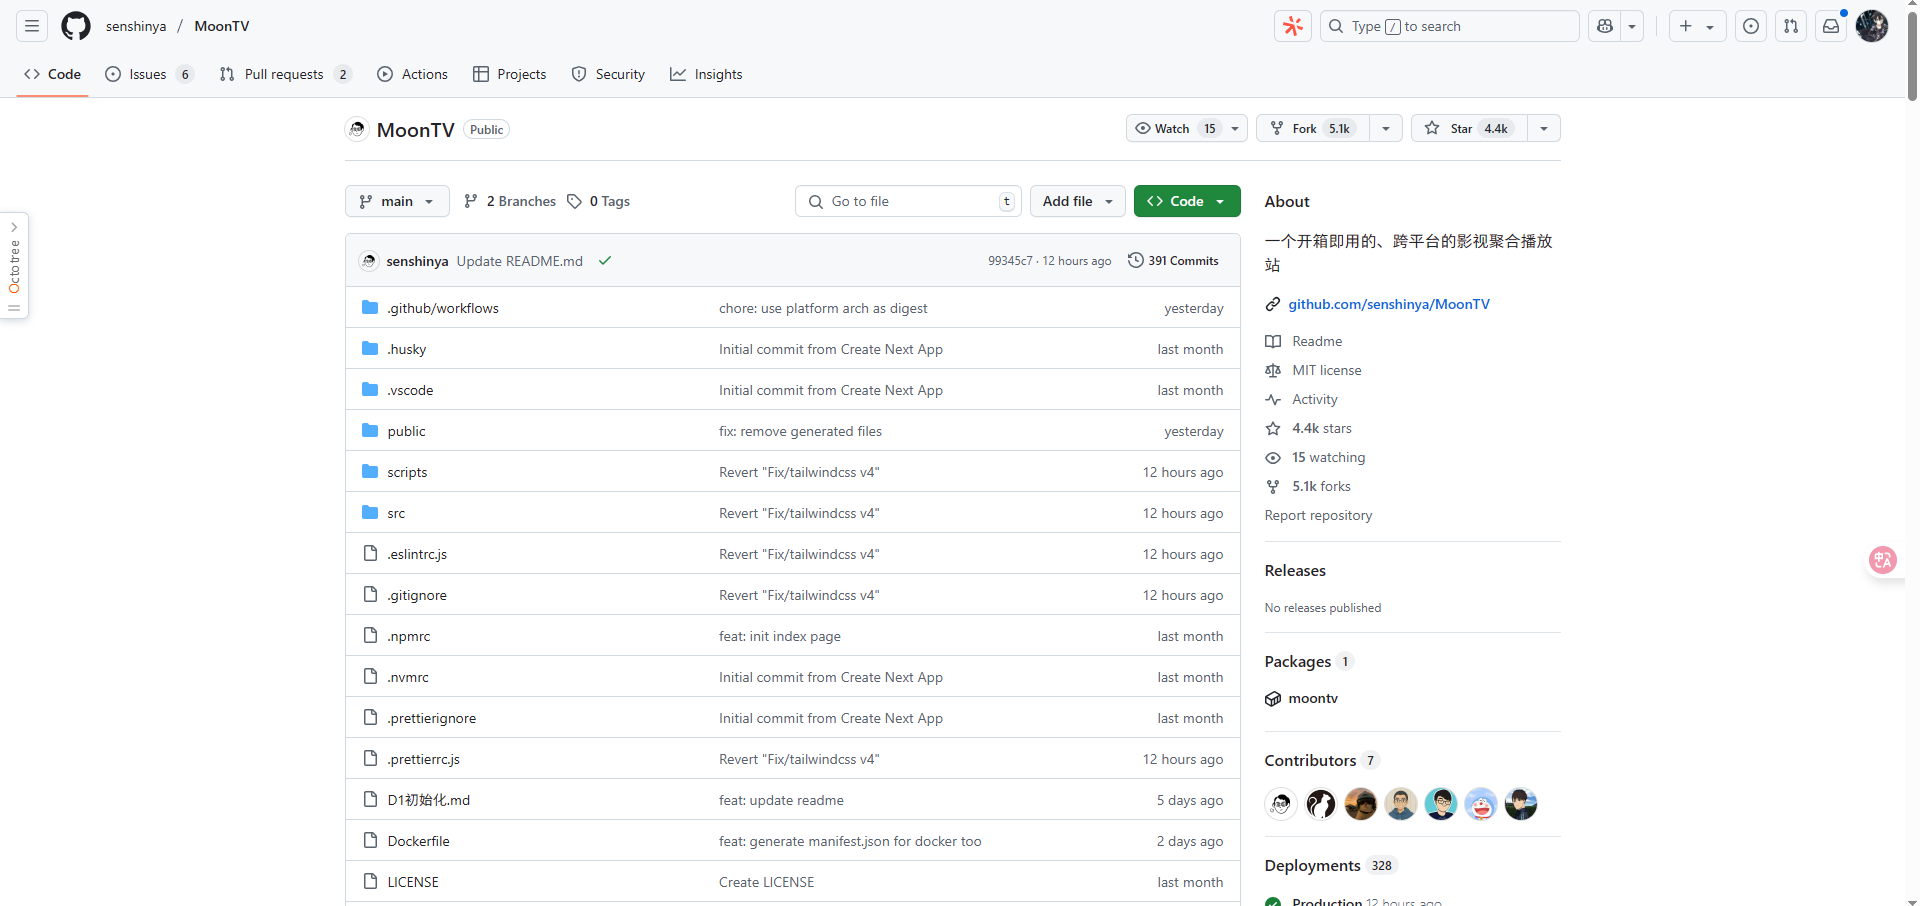 senshinya / MoonTV
Type / to search
Code
Issues 6
Pull requests 2
Actions
Projects
Security
Insights
MoonTV Public
Watch 15
Fork 5.1k
Star 4.4k
main
2 Branches
0 Tags
Go to file t
Add file
Code
Octotree
senshinya Update README.md 99345c7 · 12 hours ago 391 Commits
.github/workflows chore: use platform arch as digest yesterday
.husky Initial commit from Create Next App last month
.vscode Initial commit from Create Next App last month
public fix: remove generated files yesterday
scripts Revert "Fix/tailwindcss v4" 12 hours ago
src Revert "Fix/tailwindcss v4" 12 hours ago
.eslintrc.js Revert "Fix/tailwindcss v4" 12 hours ago
.gitignore Revert "Fix/tailwindcss v4" 12 hours ago
.npmrc feat: init index page last month
.nvmrc Initial commit from Create Next App last month
.prettierignore Initial commit from Create Next App last month
.prettierrc.js Revert "Fix/tailwindcss v4" 12 hours ago
D1初始化.md feat: update readme 5 days ago
Dockerfile feat: generate manifest.json for docker too 2 days ago
LICENSE Create LICENSE last month
About
一个开箱即用的、跨平台的影视聚合播放
站
github.com/senshinya/MoonTV
Readme
MIT license
Activity
4.4k stars
15 watching
5.1k forks
Report repository
Releases
No releases published
Packages 1
moontv
Contributors 7
Deployments 328
Production 12 hours ago